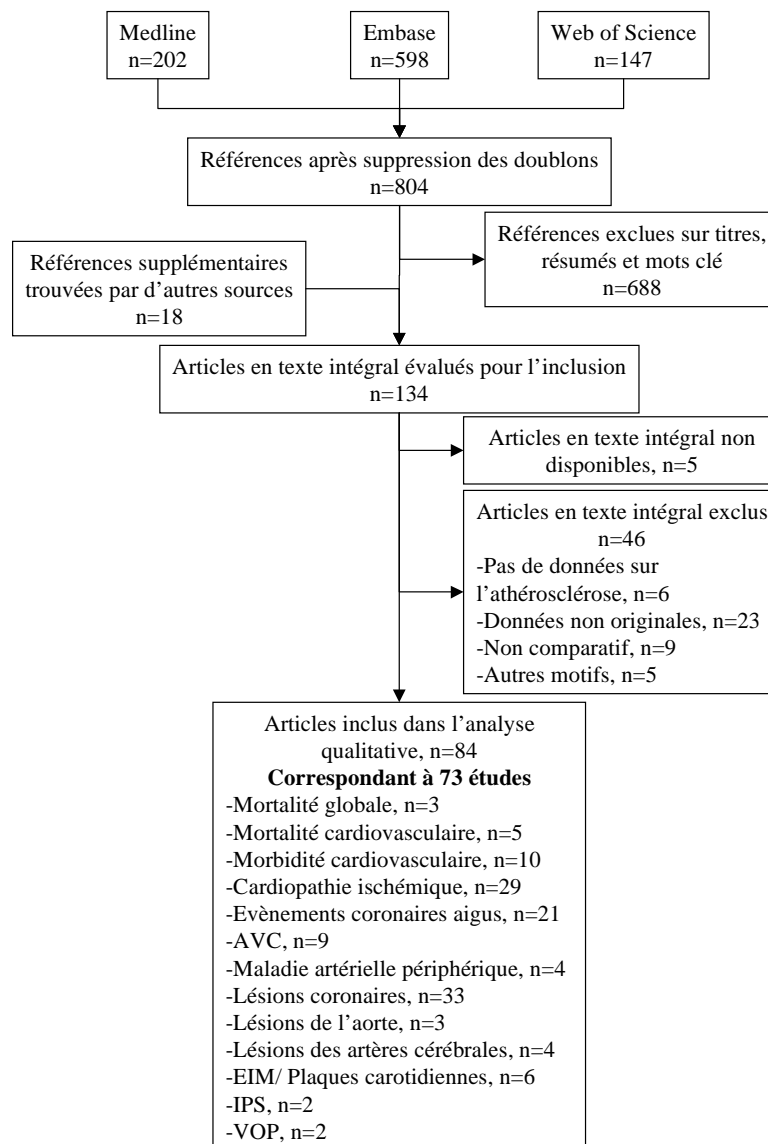 Medline
n=202
Embase
n=598
Web of Science
n=147
Références après suppression des doublons
n=804
Références exclues sur titres,
résumés et mots clé
n=688
Références supplémentaires
trouvées par d’autres sources
n=18
Articles en texte intégral évalués pour l’inclusion
n=134
Articles en texte intégral non
disponibles, n=5
Articles en texte intégral exclus
n=46
-Pas de données sur
l’athérosclérose, n=6
-Données non originales, n=23
-Non comparatif, n=9
-Autres motifs, n=5
Articles inclus dans l’analyse
qualitative, n=84
Correspondant à 73 études
-Mortalité globale, n=3
-Mortalité cardiovasculaire, n=5
-Morbidité cardiovasculaire, n=10
-Cardiopathie ischémique, n=29
-Evènements coronaires aigus, n=21
-AVC, n=9
-Maladie artérielle périphérique, n=4
-Lésions coronaires, n=33
-Lésions de l’aorte, n=3
-Lésions des artères cérébrales, n=4
-EIM/ Plaques carotidiennes, n=6
-IPS, n=2
-VOP, n=2